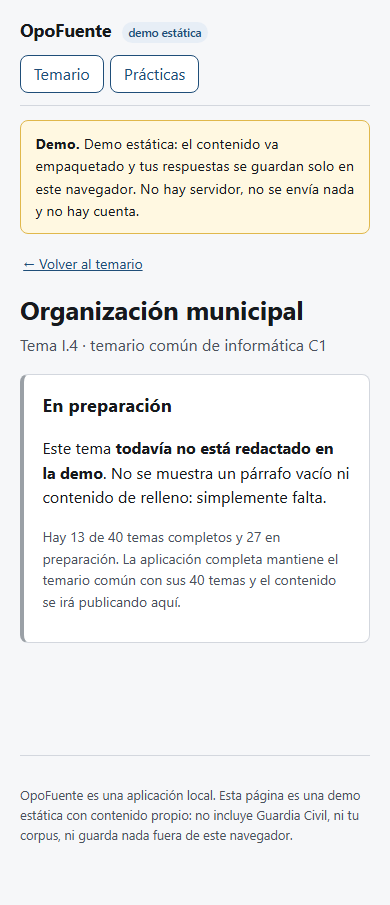 OpoFuente demo estática
Temario Prácticas
Demo. Demo estática: el contenido va
empaquetado y tus respuestas se guardan solo en
este navegador. No hay servidor, no se envía nada
y no hay cuenta.
← Volver al temario
Organización municipal
Tema I.4 · temario común de informática C1
En preparación
Este tema todavía no está redactado en
la demo. No se muestra un párrafo vacío ni
contenido de relleno: simplemente falta.
Hay 13 de 40 temas completos y 27 en
preparación. La aplicación completa mantiene el
temario común con sus 40 temas y el contenido
se irá publicando aquí.
OpoFuente es una aplicación local. Esta página es una demo
estática con contenido propio: no incluye Guardia Civil, ni tu
corpus, ni guarda nada fuera de este navegador.